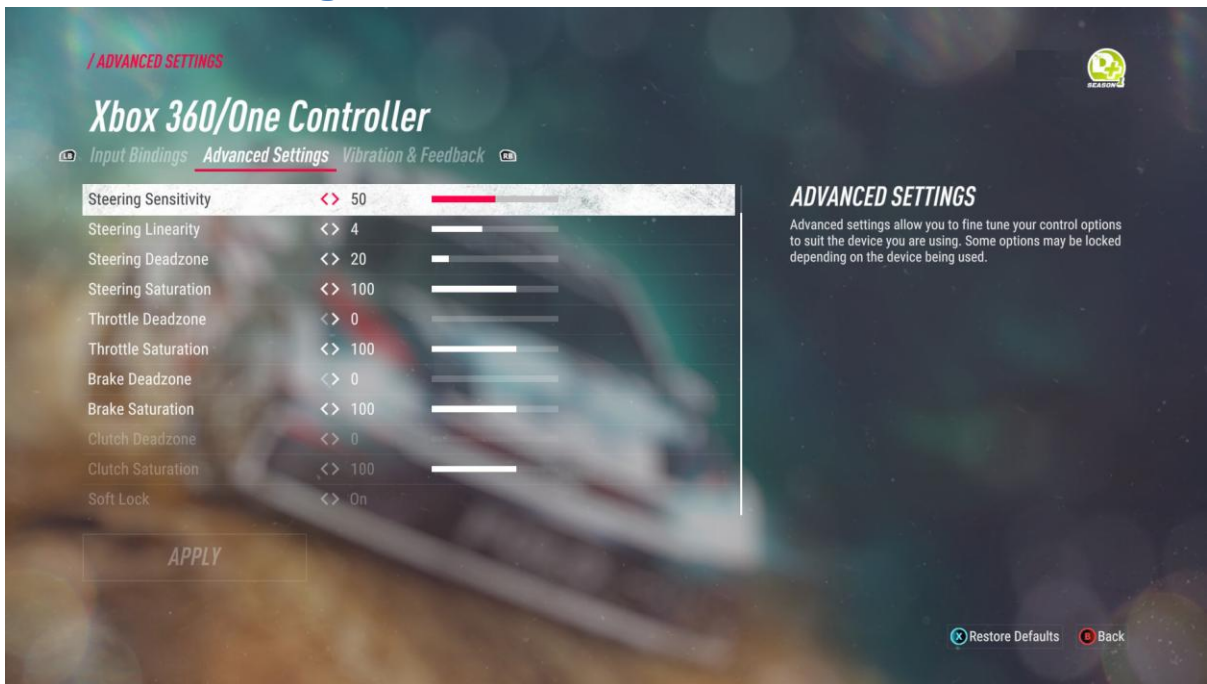 / ADVANCED SETTINGS
D+
SEASON 4
Xbox 360/One Controller
LB Input Bindings Advanced Settings Vibration & Feedback RB
Steering Sensitivity <> 50
Steering Linearity <> 4
Steering Deadzone <> 20
Steering Saturation <> 100
Throttle Deadzone <> 0
Throttle Saturation <> 100
Brake Deadzone <> 0
Brake Saturation <> 100
Clutch Deadzone <> 0
Clutch Saturation <> 100
Soft Lock <> On
APPLY
ADVANCED SETTINGS
Advanced settings allow you to fine tune your control options
to suit the device you are using. Some options may be locked
depending on the device being used.
X Restore Defaults B Back